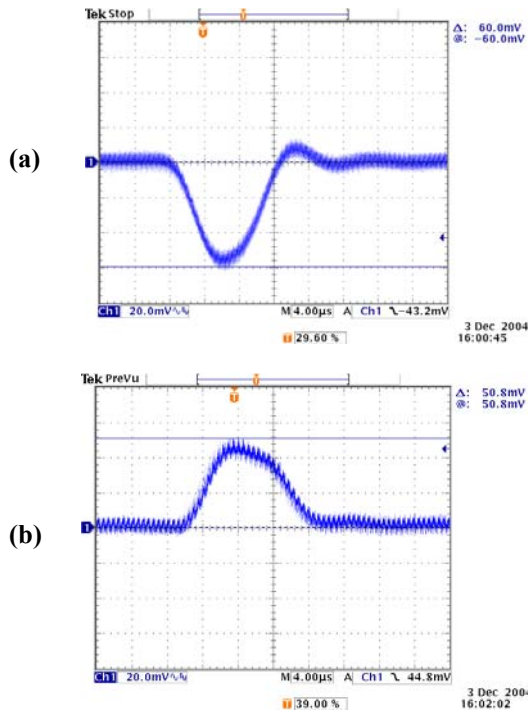 Tek Stop
Δ: 60.0mV
@: −60.0mV
T
(a)
1
Ch1 20.0mV∿ M 4.00µs A Ch1 ⤵ −43.2mV
T 29.60 %
3 Dec 2004
16:00:45
Tek PreVu
Δ: 50.8mV
@: 50.8mV
T
(b)
1
Ch1 20.0mV∿ M 4.00µs A Ch1 ⤵ 44.8mV
T 39.00 %
3 Dec 2004
16:02:02